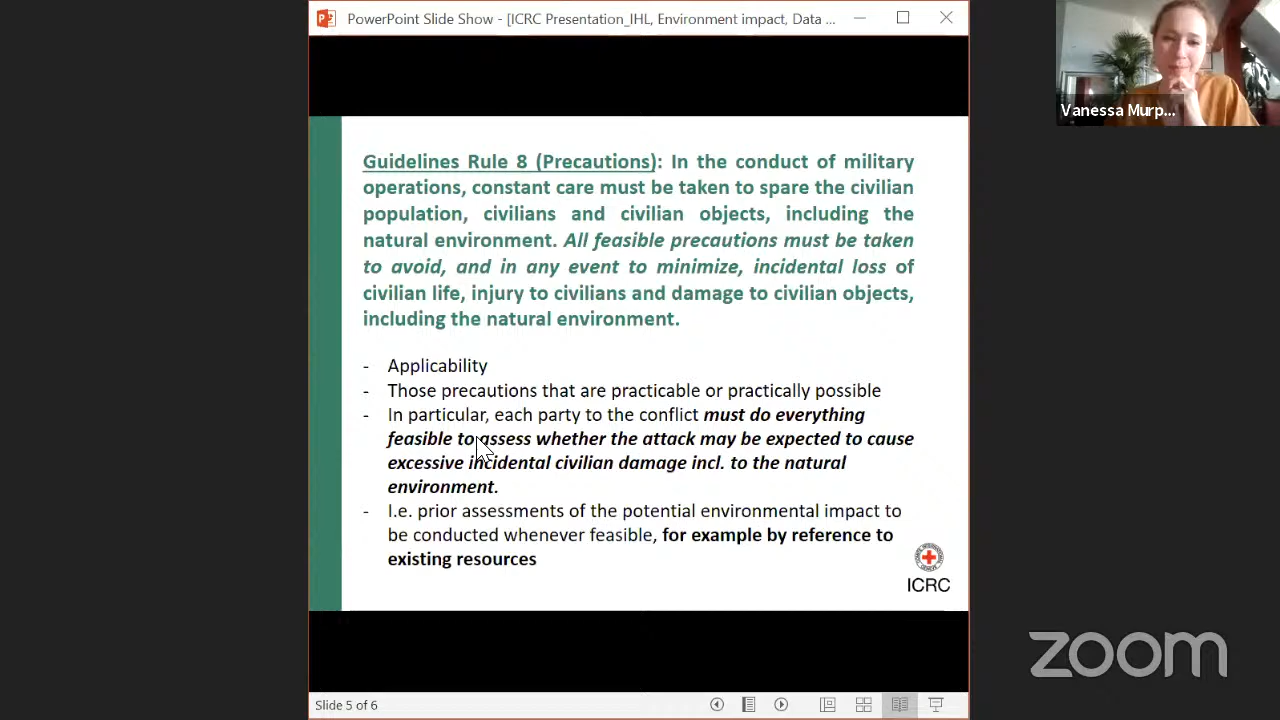 PowerPoint Slide Show - [ICRC Presentation_IHL, Environment impact, Data ...
Vanessa Murp...
Guidelines Rule 8 (Precautions): In the conduct of military
operations, constant care must be taken to spare the civilian
population, civilians and civilian objects, including the
natural environment. All feasible precautions must be taken
to avoid, and in any event to minimize, incidental loss of
civilian life, injury to civilians and damage to civilian objects,
including the natural environment.
- Applicability
- Those precautions that are practicable or practically possible
- In particular, each party to the conflict must do everything
feasible to assess whether the attack may be expected to cause
excessive incidental civilian damage incl. to the natural
environment.
- I.e. prior assessments of the potential environmental impact to
be conducted whenever feasible, for example by reference to
existing resources
ICRC
zoom
Slide 5 of 6